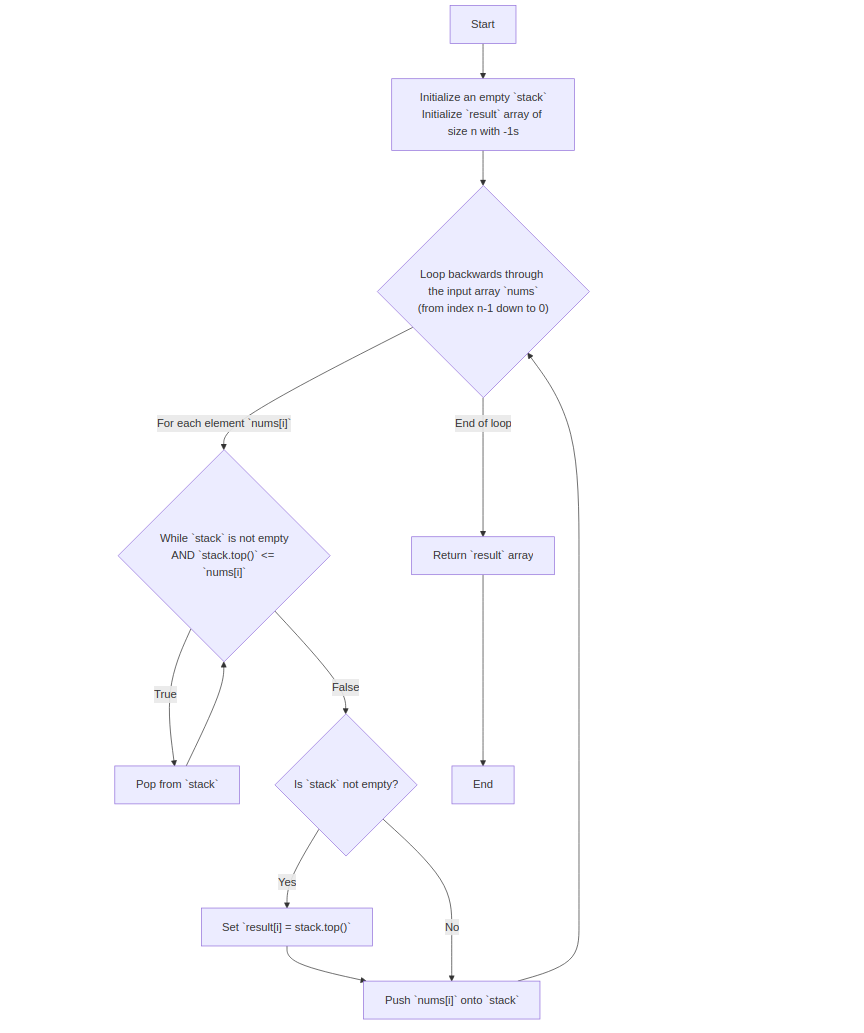 Start
Initialize an empty `stack`
Initialize `result` array of
size n with -1s
Loop backwards through
the input array `nums`
(from index n-1 down to 0)
For each element `nums[i]`
End of loop
While `stack` is not empty
AND `stack.top()` <=
`nums[i]`
Return `result` array
True
False
Pop from `stack`
Is `stack` not empty?
End
Yes
Set `result[i] = stack.top()`
No
Push `nums[i]` onto `stack`